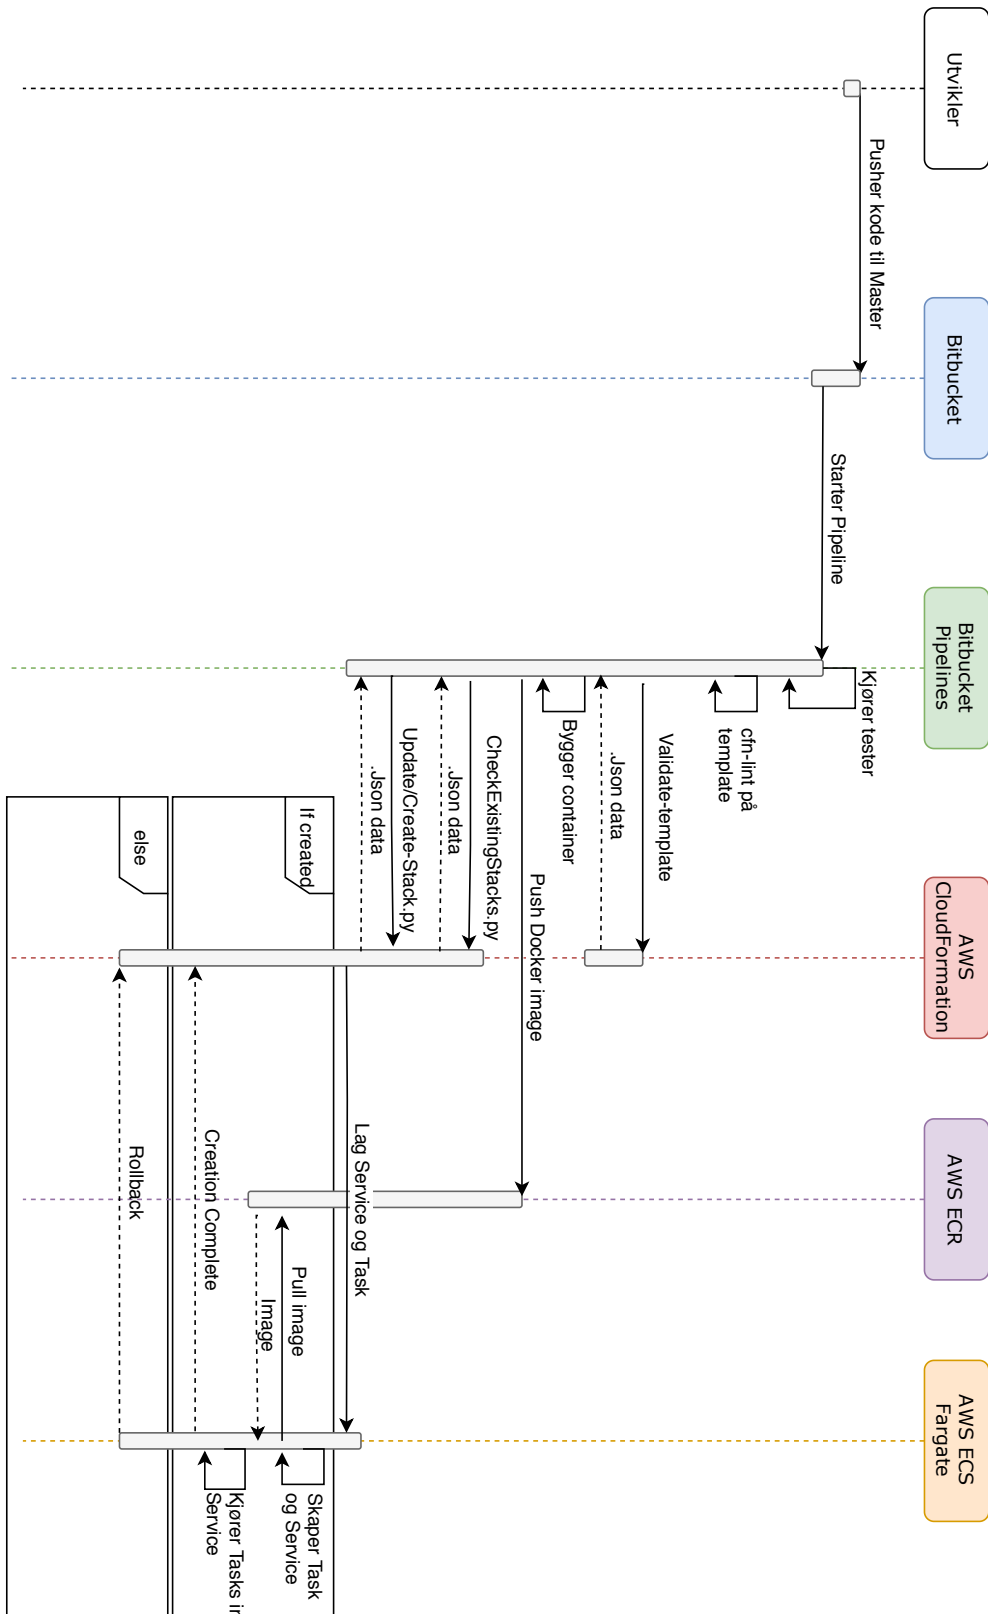 Utvikler
Bitbucket
Bitbucket
Pipelines
AWS
CloudFormation
AWS ECR
AWS ECS
Fargate
Pusher kode til Master
Starter Pipeline
Kjører tester
cfn-lint på
template
Validate-template
.Json data
Bygger container
Push Docker image
CheckExistingStacks.py
.Json data
Update/Create-Stack.py
.Json data
Lag Service og Task
If created
Skaper Task
og Service
Pull image
Image
Kjører Tasks in
Service
Creation Complete
else
Rollback